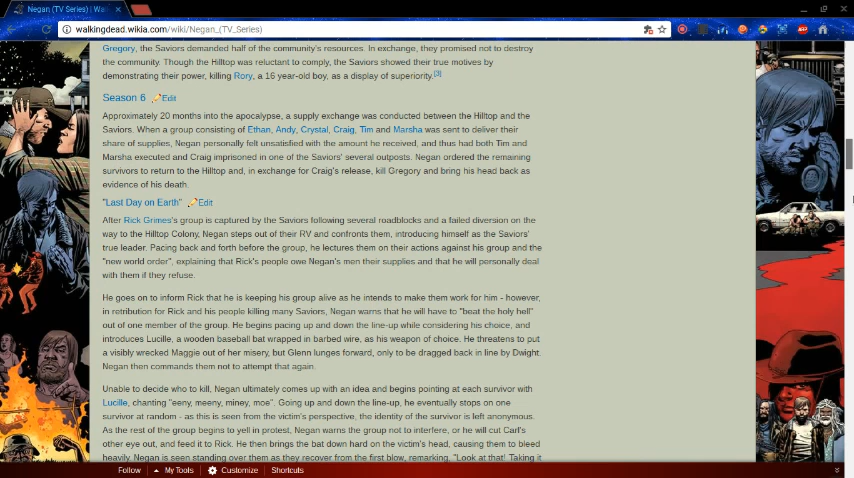 Negan (TV Series) - Walki
walkingdead.wikia.com/wiki/Negan_(TV_Series)
Gregory, the Saviors demanded half of the community's resources. In exchange, they promised not to destroy
the community. Though the Hilltop was reluctant to comply, the Saviors showed their true motives by
demonstrating their power, killing Rory, a 16 year-old boy, as a display of superiority.[3]
Season 6 Edit
Approximately 20 months into the apocalypse, a supply exchange was conducted between the Hilltop and the
Saviors. When a group consisting of Ethan, Andy, Crystal, Craig, Tim and Marsha was sent to deliver their
share of supplies, Negan personally felt unsatisfied with the amount he received, and thus had both Tim and
Marsha executed and Craig imprisoned in one of the Saviors' several outposts. Negan ordered the remaining
survivors to return to the Hilltop and, in exchange for Craig's release, kill Gregory and bring his head back as
evidence of his death.
"Last Day on Earth" Edit
After Rick Grimes's group is captured by the Saviors following several roadblocks and a failed diversion on the
way to the Hilltop Colony, Negan steps out of their RV and confronts them, introducing himself as the Saviors'
true leader. Pacing back and forth before the group, he lectures them on their actions against his group and the
"new world order", explaining that Rick's people owe Negan's men their supplies and that he will personally deal
with them if they refuse.
He goes on to inform Rick that he is keeping his group alive as he intends to make them work for him - however,
in retribution for Rick and his people killing many Saviors, Negan warns that he will have to "beat the holy hell"
out of one member of the group. He begins pacing up and down the line-up while considering his choice, and
introduces Lucille, a wooden baseball bat wrapped in barbed wire, as his weapon of choice. He threatens to put
a visibly wrecked Maggie out of her misery, but Glenn lunges forward, only to be dragged back in line by Dwight.
Negan then commands them not to attempt that again.
Unable to decide who to kill, Negan ultimately comes up with an idea and begins pointing at each survivor with
Lucille, chanting "eeny, meeny, miney, moe". Going up and down the line-up, he eventually stops on one
survivor at random - as this is seen from the victim's perspective, the identity of the survivor is left anonymous.
As the rest of the group begins to yell in protest, Negan warns the group not to interfere, or he will cut Carl's
other eye out, and feed it to Rick. He then brings the bat down hard on the victim's head, causing them to bleed
heavily. Negan is seen standing over them as they recover from the first blow, remarking, "Look at that! Taking it
Follow My Tools Customize Shortcuts